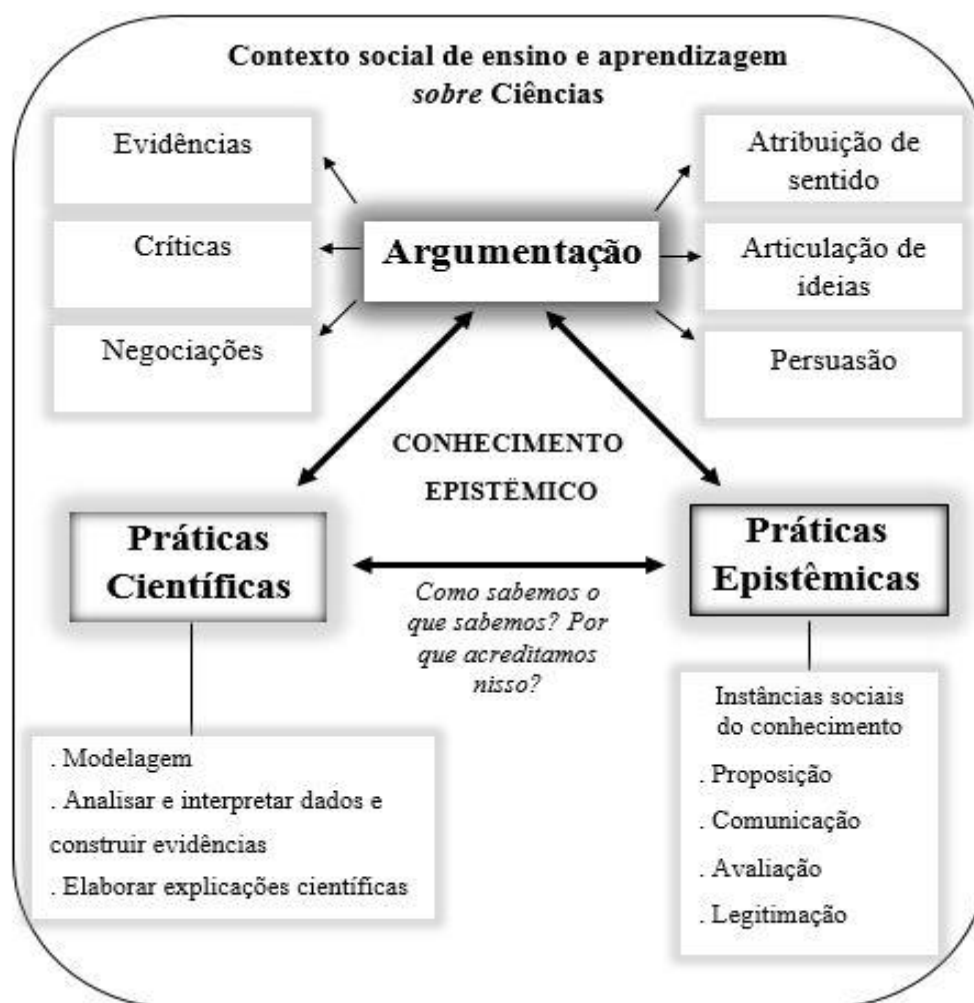 Contexto social de ensino e aprendizagem
sobre Ciências
Evidências
Críticas
Negociações
Argumentação
Atribuição de
sentido
Articulação de
ideias
Persuasão
CONHECIMENTO
EPISTÊMICO
Práticas
Científicas
Práticas
Epistêmicas
Como sabemos o
que sabemos? Por
que acreditamos
nisso?
. Modelagem
. Analisar e interpretar dados e
construir evidências
. Elaborar explicações científicas
Instâncias sociais
do conhecimento
. Proposição
. Comunicação
. Avaliação
. Legitimação